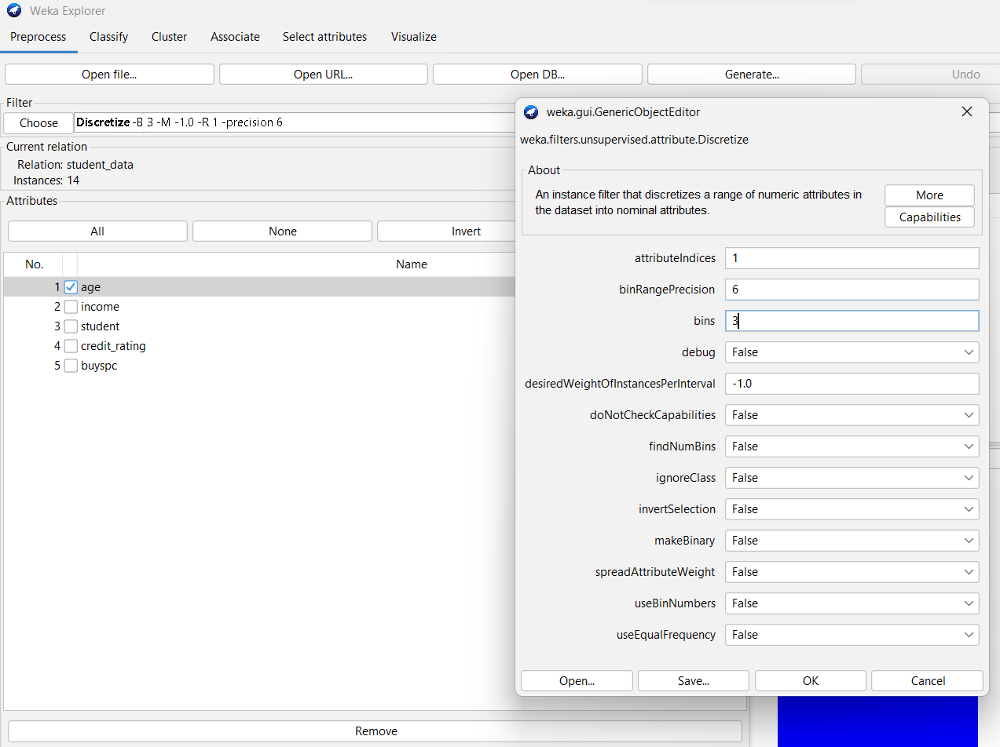 Weka Explorer
Preprocess Classify Cluster Associate Select attributes Visualize
Open file... Open URL... Open DB... Generate... Undo
Filter
Choose Discretize -B 3 -M -1.0 -R 1 -precision 6
Current relation
Relation: student_data
Instances: 14
Attributes
All None Invert
No. Name
1 age
2 income
3 student
4 credit_rating
5 buyspc
Remove
weka.gui.GenericObjectEditor
weka.filters.unsupervised.attribute.Discretize
About
An instance filter that discretizes a range of numeric attributes in
the dataset into nominal attributes.
More
Capabilities
attributeIndices 1
binRangePrecision 6
bins 3
debug False
desiredWeightOfInstancesPerInterval -1.0
doNotCheckCapabilities False
findNumBins False
ignoreClass False
invertSelection False
makeBinary False
spreadAttributeWeight False
useBinNumbers False
useEqualFrequency False
Open... Save... OK Cancel